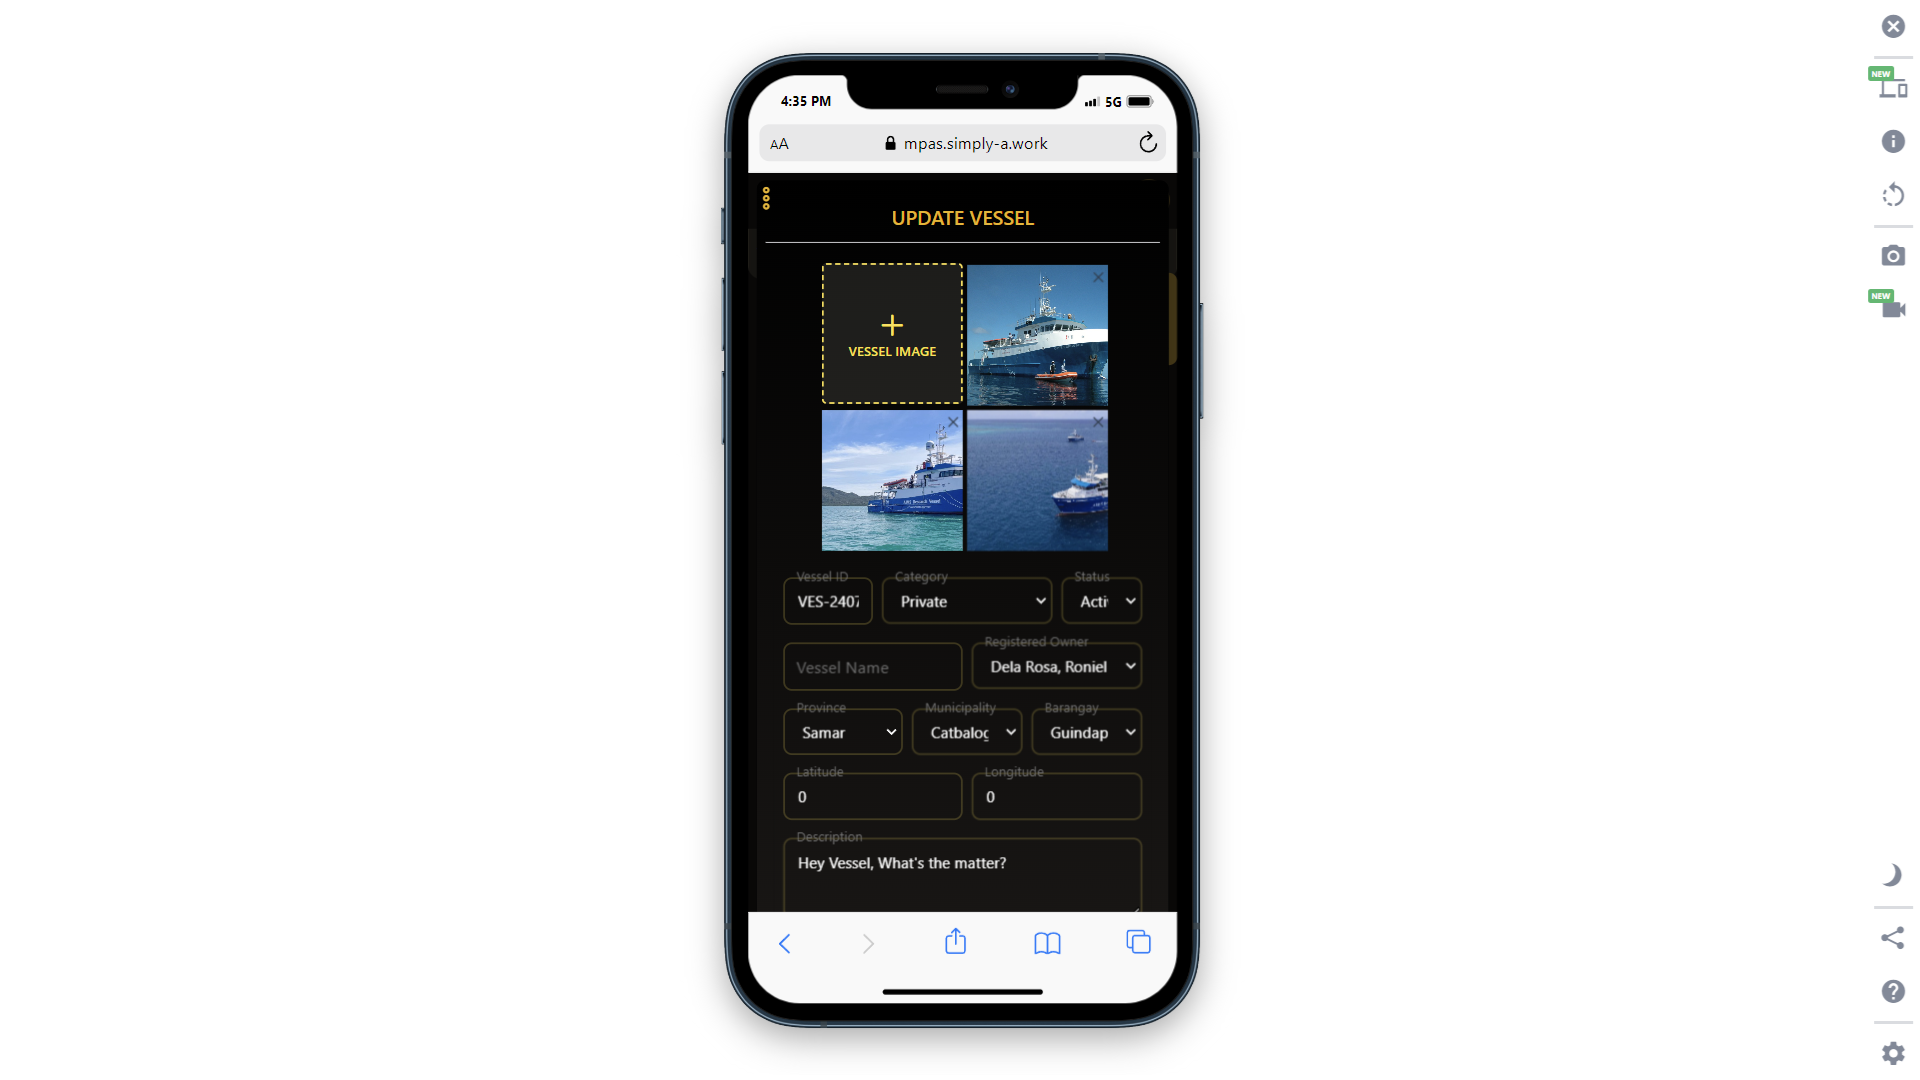 4:35 PM
5G
AA
mpas.simply-a.work
NEW
UPDATE VESSEL
VESSEL IMAGE
NEW
Vessel ID
Category
Status
VES-2407
Private
Acti
Registered Owner
Vessel Name
Dela Rosa, Roniel
Province
Municipality
Barangay
Samar
Catbalog
Guindap
Latitude
Longitude
0
0
Description
Hey Vessel, What's the matter?